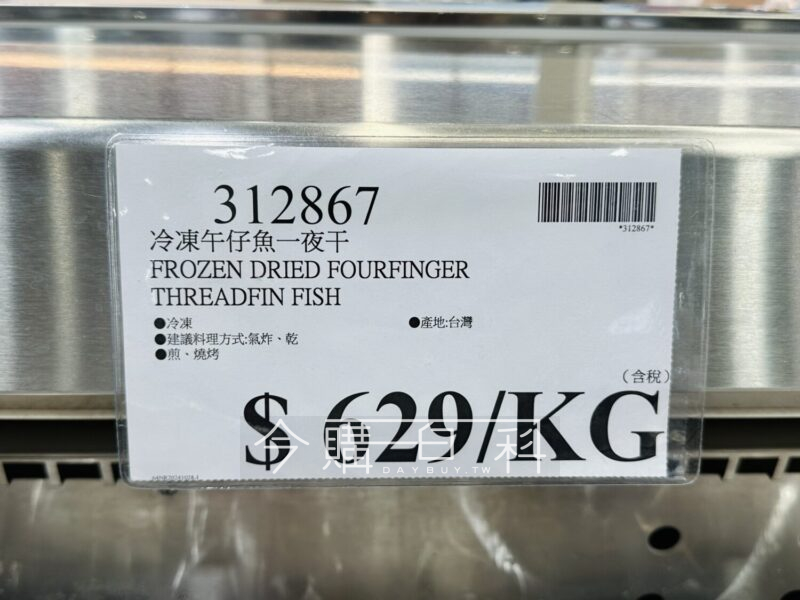 312867
*312867*
冷凍午仔魚一夜干
FROZEN DRIED FOURFINGER
THREADFIN FISH
●冷凍
●產地:台灣
●建議料理方式:氣炸、乾
●煎、燒烤
（含稅）
$ 629/KG
今購百科
DAYBUY.TW